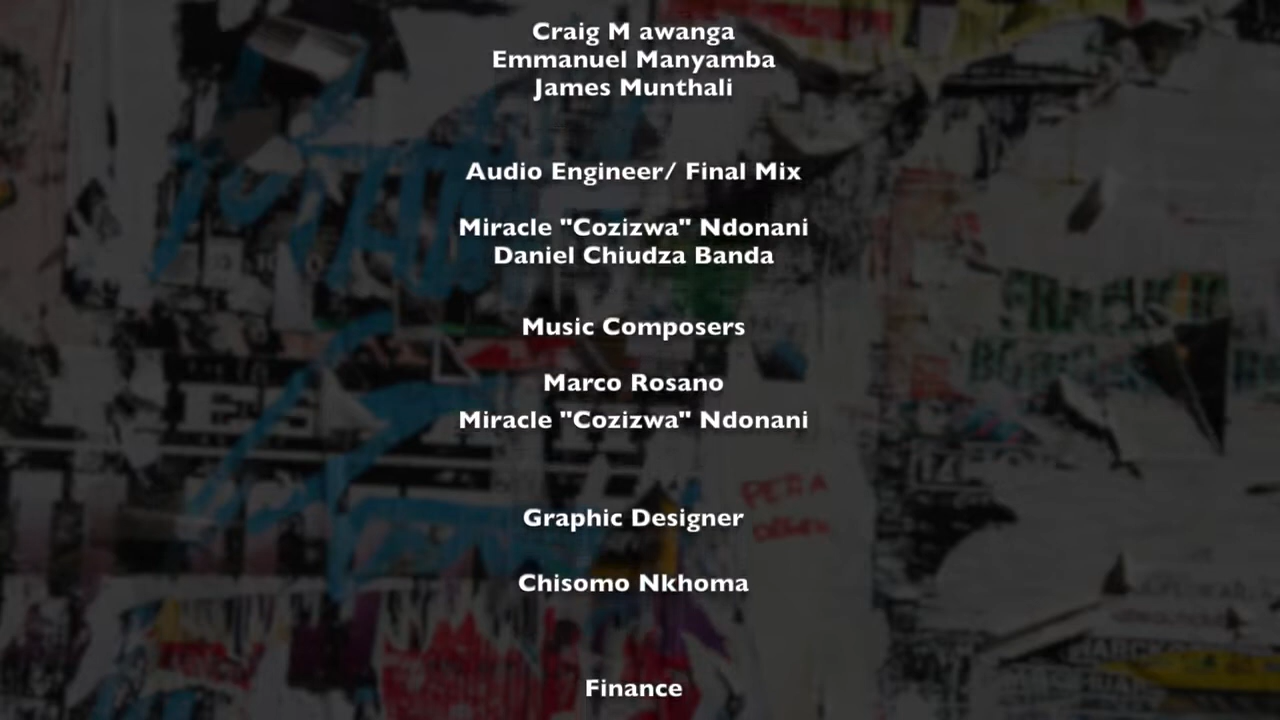 Craig M awanga
Emmanuel Manyamba
James Munthali
Audio Engineer/ Final Mix
Miracle "Cozizwa" Ndonani
Daniel Chiudza Banda
Music Composers
Marco Rosano
Miracle "Cozizwa" Ndonani
Graphic Designer
Chisomo Nkhoma
Finance